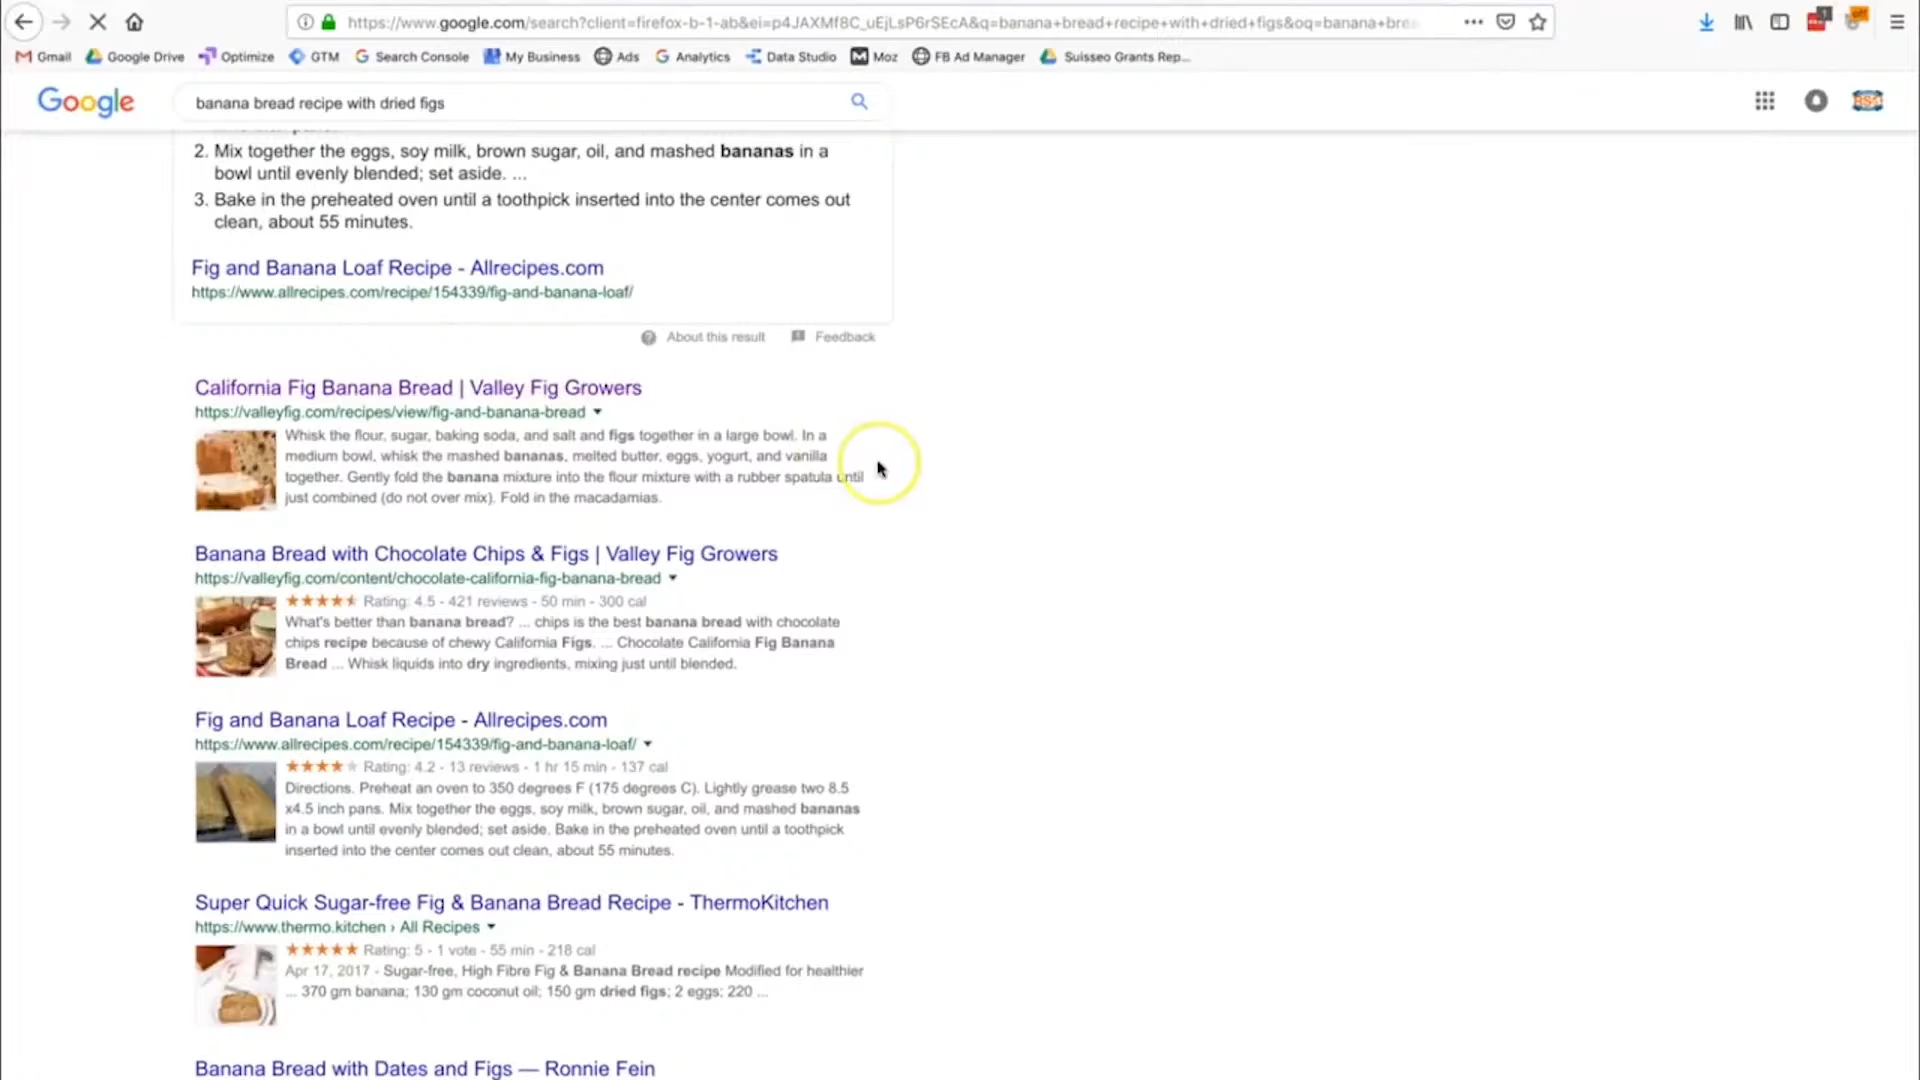 https://www.google.com/search?client=firefox-b-1-ab&ei=p4JAXMf8C_uEjLsP6rSEcA&q=banana+bread+recipe+with+dried+figs&oq=banana+brea
Gmail Google Drive Optimize GTM Search Console My Business Ads Analytics Data Studio Moz FB Ad Manager Suisseo Grants Rep...
Google banana bread recipe with dried figs
2. Mix together the eggs, soy milk, brown sugar, oil, and mashed bananas in a
bowl until evenly blended; set aside. ...
3. Bake in the preheated oven until a toothpick inserted into the center comes out
clean, about 55 minutes.
Fig and Banana Loaf Recipe - Allrecipes.com
https://www.allrecipes.com/recipe/154339/fig-and-banana-loaf/
About this result Feedback
California Fig Banana Bread | Valley Fig Growers
https://valleyfig.com/recipes/view/fig-and-banana-bread
Whisk the flour, sugar, baking soda, and salt and figs together in a large bowl. In a
medium bowl, whisk the mashed bananas, melted butter, eggs, yogurt, and vanilla
together. Gently fold the banana mixture into the flour mixture with a rubber spatula until
just combined (do not over mix). Fold in the macadamias.
Banana Bread with Chocolate Chips & Figs | Valley Fig Growers
https://valleyfig.com/content/chocolate-california-fig-banana-bread
Rating: 4.5 - 421 reviews - 50 min - 300 cal
What's better than banana bread? ... chips is the best banana bread with chocolate
chips recipe because of chewy California Figs. ... Chocolate California Fig Banana
Bread ... Whisk liquids into dry ingredients, mixing just until blended.
Fig and Banana Loaf Recipe - Allrecipes.com
https://www.allrecipes.com/recipe/154339/fig-and-banana-loaf/
Rating: 4.2 - 13 reviews - 1 hr 15 min - 137 cal
Directions. Preheat an oven to 350 degrees F (175 degrees C). Lightly grease two 8.5
x4.5 inch pans. Mix together the eggs, soy milk, brown sugar, oil, and mashed bananas
in a bowl until evenly blended; set aside. Bake in the preheated oven until a toothpick
inserted into the center comes out clean, about 55 minutes.
Super Quick Sugar-free Fig & Banana Bread Recipe - ThermoKitchen
https://www.thermo.kitchen › All Recipes
Rating: 5 - 1 vote - 55 min - 218 cal
Apr 17, 2017 - Sugar-free, High Fibre Fig & Banana Bread recipe Modified for healthier
... 370 gm banana; 130 gm coconut oil; 150 gm dried figs; 2 eggs; 220 ...
Banana Bread with Dates and Figs — Ronnie Fein